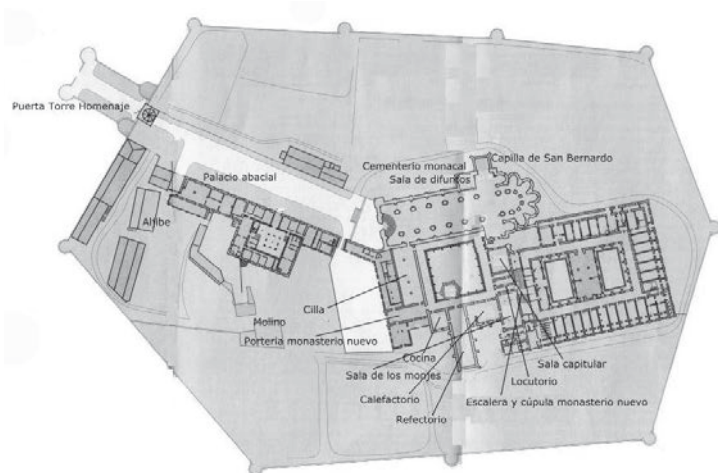 Puerta Torre Homenaje
Cementerio monacal
Capilla de San Bernardo
Sala de difuntos
Palacio abacial
Aljibe
Cilla
Molino
Porteria monasterio nuevo
Cocina
Sala de los monjes
Sala capitular
Calefactorio
Locutorio
Refectorio
Escalera y cúpula monasterio nuevo